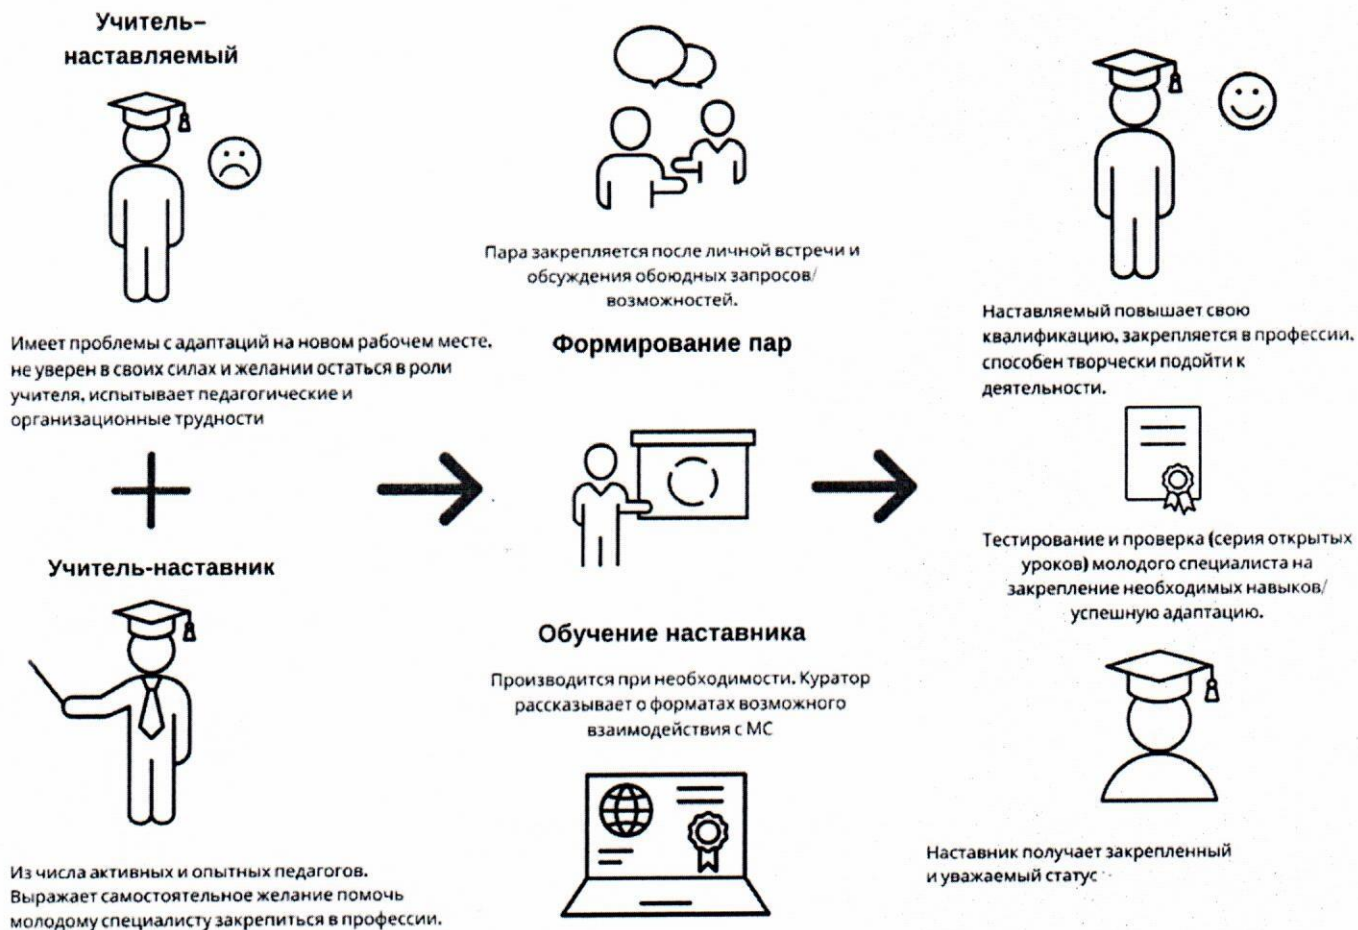 Учитель–
наставляемый
Имеет проблемы с адаптаций на новом рабочем месте,
не уверен в своих силах и желании остаться в роли
учителя, испытывает педагогические и
организационные трудности
Учитель-наставник
Из числа активных и опытных педагогов.
Выражает самостоятельное желание помочь
молодому специалисту закрепиться в профессии.
Пара закрепляется после личной встречи и
обсуждения обоюдных запросов/
возможностей.
Формирование пар
Обучение наставника
Производится при необходимости. Куратор
рассказывает о форматах возможного
взаимодействия с МС
Наставляемый повышает свою
квалификацию, закрепляется в профессии,
способен творчески подойти к
деятельности.
Тестирование и проверка (серия открытых
уроков) молодого специалиста на
закрепление необходимых навыков/
успешную адаптацию.
Наставник получает закрепленный
и уважаемый статус